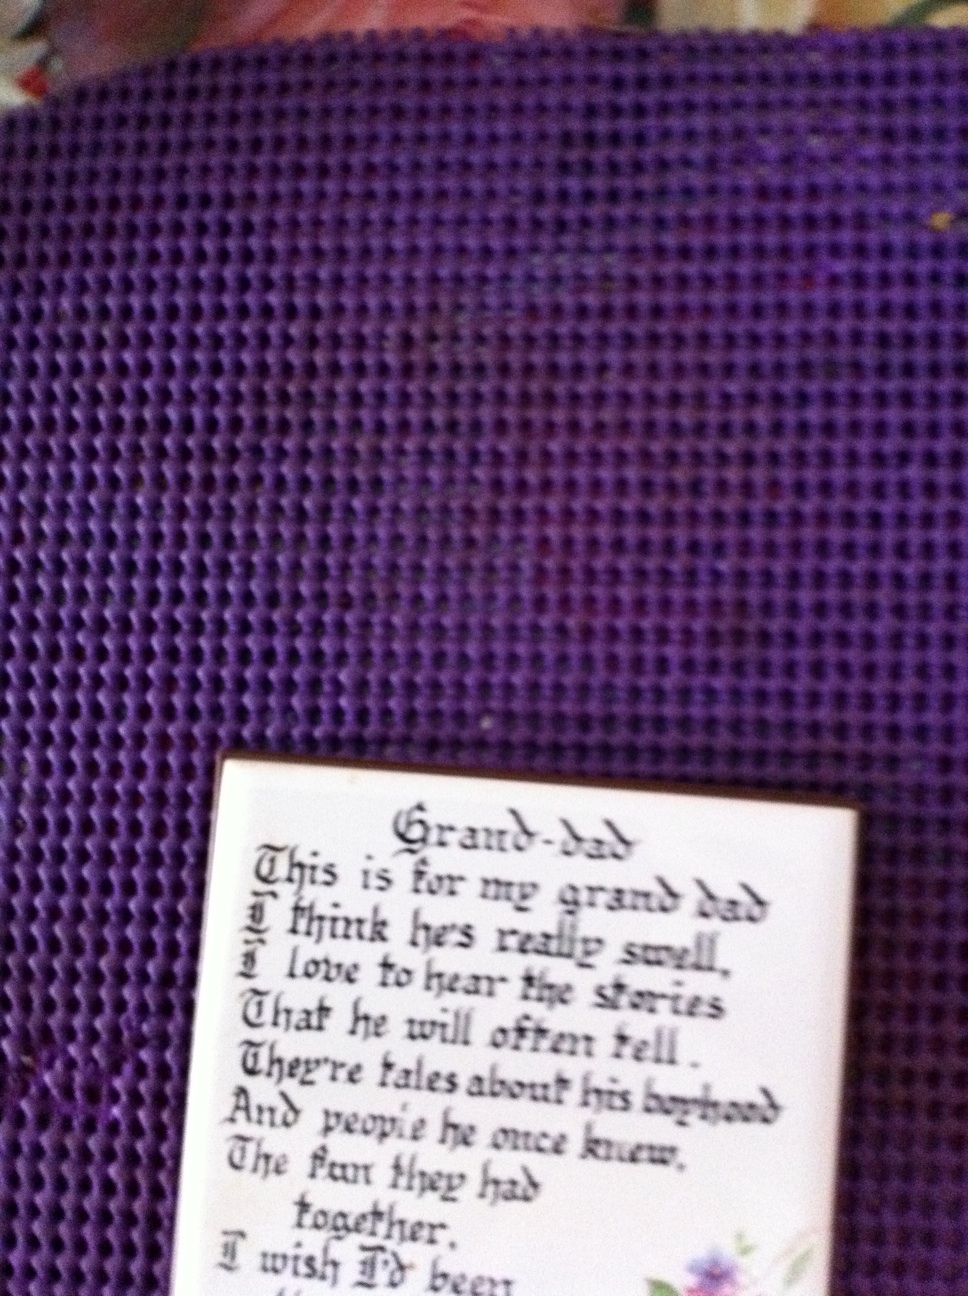 Grand-dad
This is for my grand dad
I think he's really swell,
I love to hear the stories
That he will often tell.
They're tales about his boyhood
And people he once knew,
The fun they had
together.
I wish I'd been